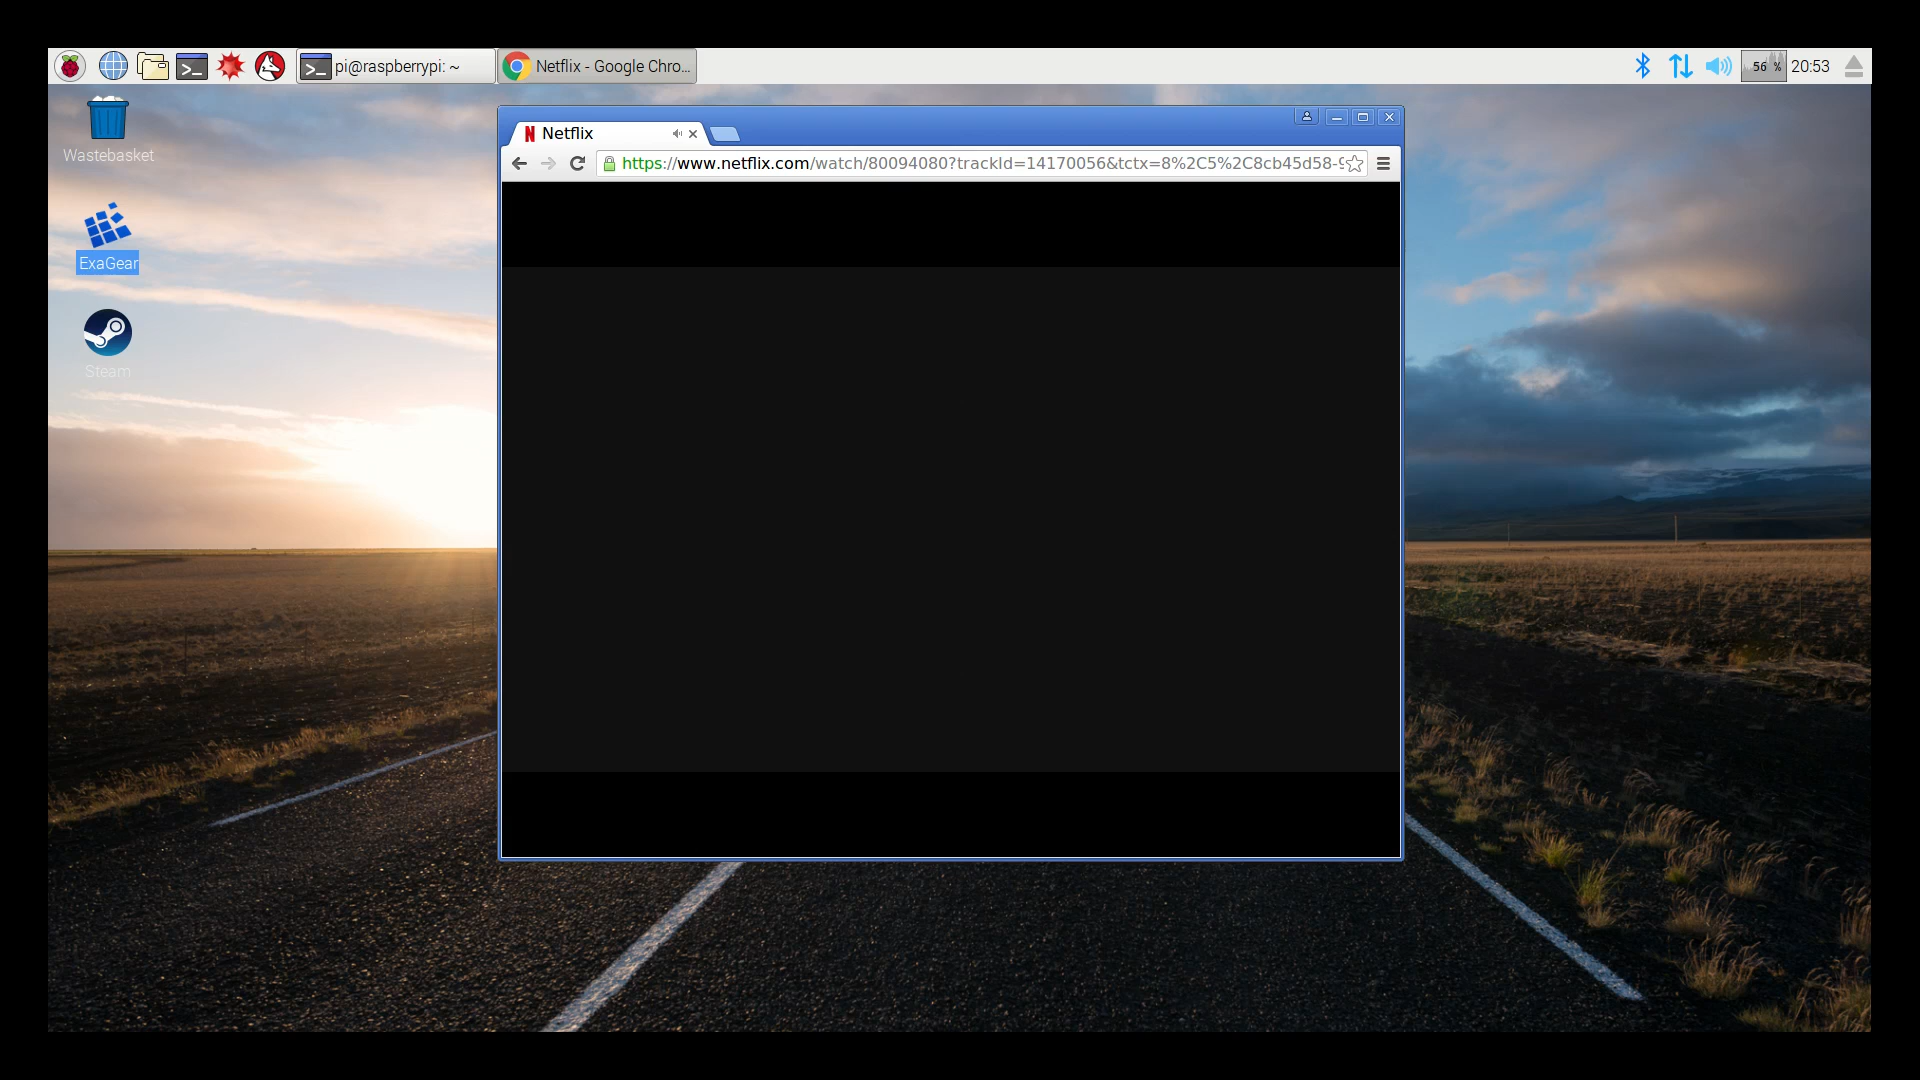 pi@raspberrypi: ~
Netflix - Google Chro...
56 %
20:53
Wastebasket
ExaGear
Steam
Netflix
https://www.netflix.com/watch/80094080?trackId=14170056&tctx=8%2C5%2C8cb45d58-9